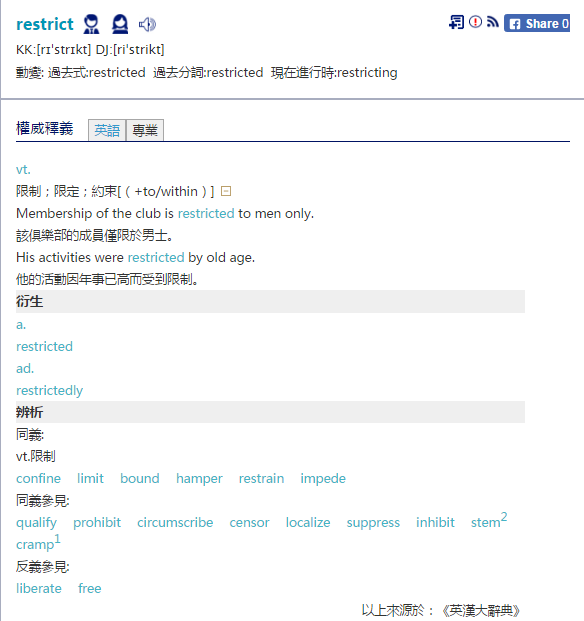 restrict Share 0
KK:[rɪˈstrɪkt] DJ:[riˈstrikt]
動變: 過去式:restricted 過去分詞:restricted 現在進行時:restricting
權威釋義 英語 專業
vt.
限制；限定；約束[（+to/within）]
Membership of the club is restricted to men only.
該俱樂部的成員僅限於男士。
His activities were restricted by old age.
他的活動因年事已高而受到限制。
衍生
a.
restricted
ad.
restrictedly
辨析
同義:
vt.限制
confine limit bound hamper restrain impede
同義參見:
qualify prohibit circumscribe censor localize suppress inhibit stem2
cramp1
反義參見:
liberate free
以上來源於：《英漢大辭典》